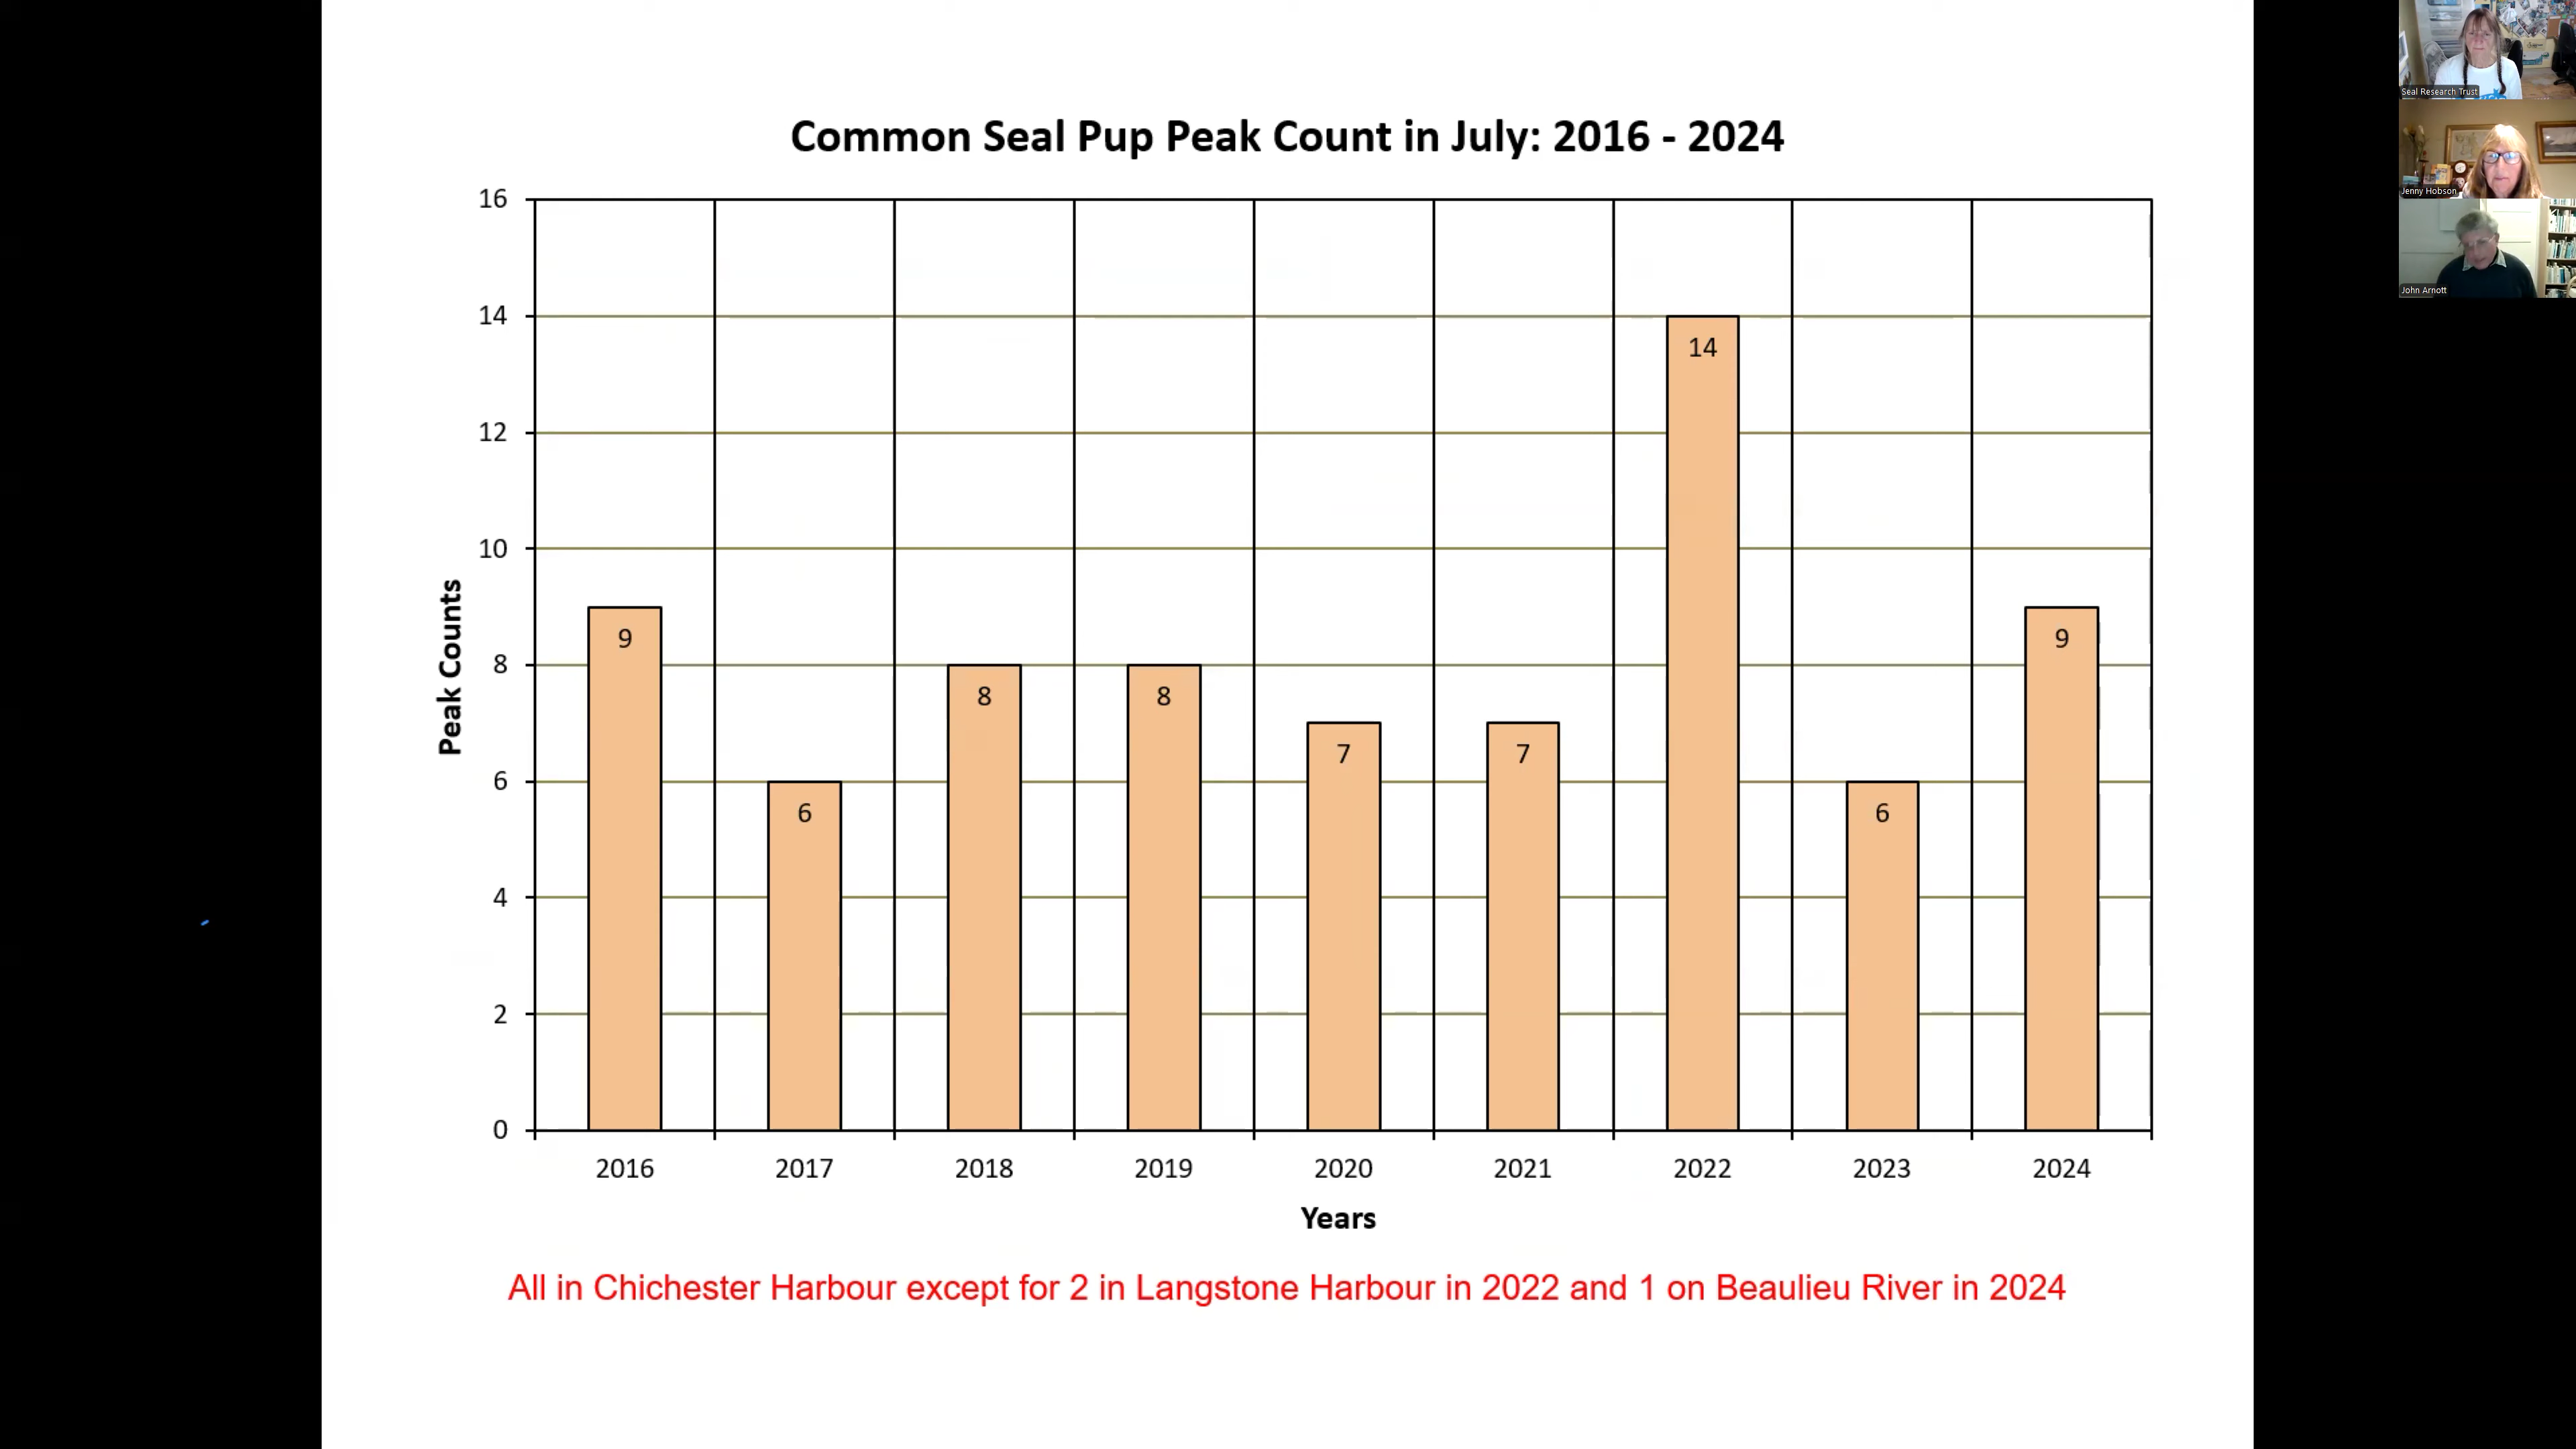 Common Seal Pup Peak Count in July: 2016 - 2024
16
14
12
10
8
6
4
2
0
Peak Counts
9
6
8
8
7
7
14
6
9
2016 2017 2018 2019 2020 2021 2022 2023 2024
Years
All in Chichester Harbour except for 2 in Langstone Harbour in 2022 and 1 on Beaulieu River in 2024
Seal Research Trust
Jenny Hobson
John Arnott